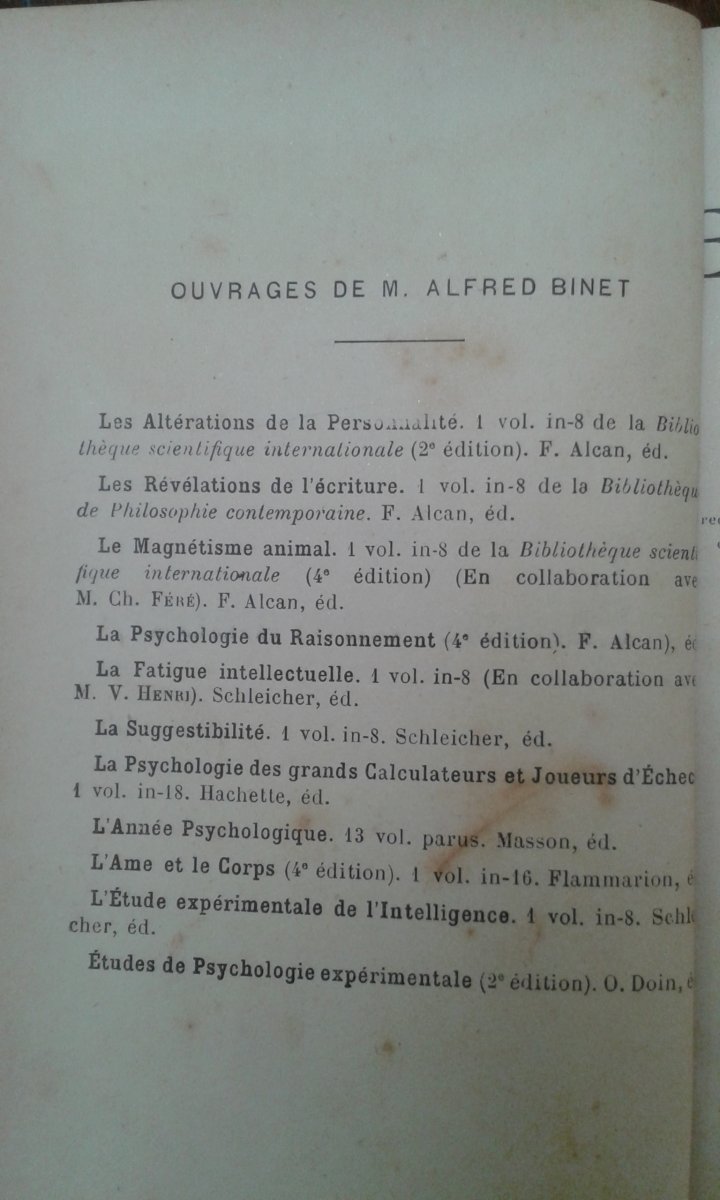 OUVRAGES DE M. ALFRED BINET
Les Altérations de la Personnalité. 1 vol. in-8 de la Biblio
thèque scientifique internationale (2e édition). F. Alcan, éd.
Les Révélations de l'écriture. 1 vol. in-8 de la Bibliothèqu
de Philosophie contemporaine. F. Alcan, éd.
Le Magnétisme animal. 1 vol. in-8 de la Bibliothèque scienti
fique internationale (4e édition) (En collaboration ave
M. Ch. FÉRÉ). F. Alcan, éd.
La Psychologie du Raisonnement (4e édition). F. Alcan), éd
La Fatigue intellectuelle. 1 vol. in-8 (En collaboration ave
M. V. HENRI). Schleicher, éd.
La Suggestibilité. 1 vol. in-8. Schleicher, éd.
La Psychologie des grands Calculateurs et Joueurs d'Échec
1 vol. in-18. Hachette, éd.
L'Année Psychologique. 13 vol. parus. Masson, éd.
L'Ame et le Corps (4e édition). 1 vol. in-16. Flammarion, é
L'Étude expérimentale de l'Intelligence. 1 vol. in-8. Schlei
cher, éd.
Études de Psychologie expérimentale (2e édition). O. Doin, é